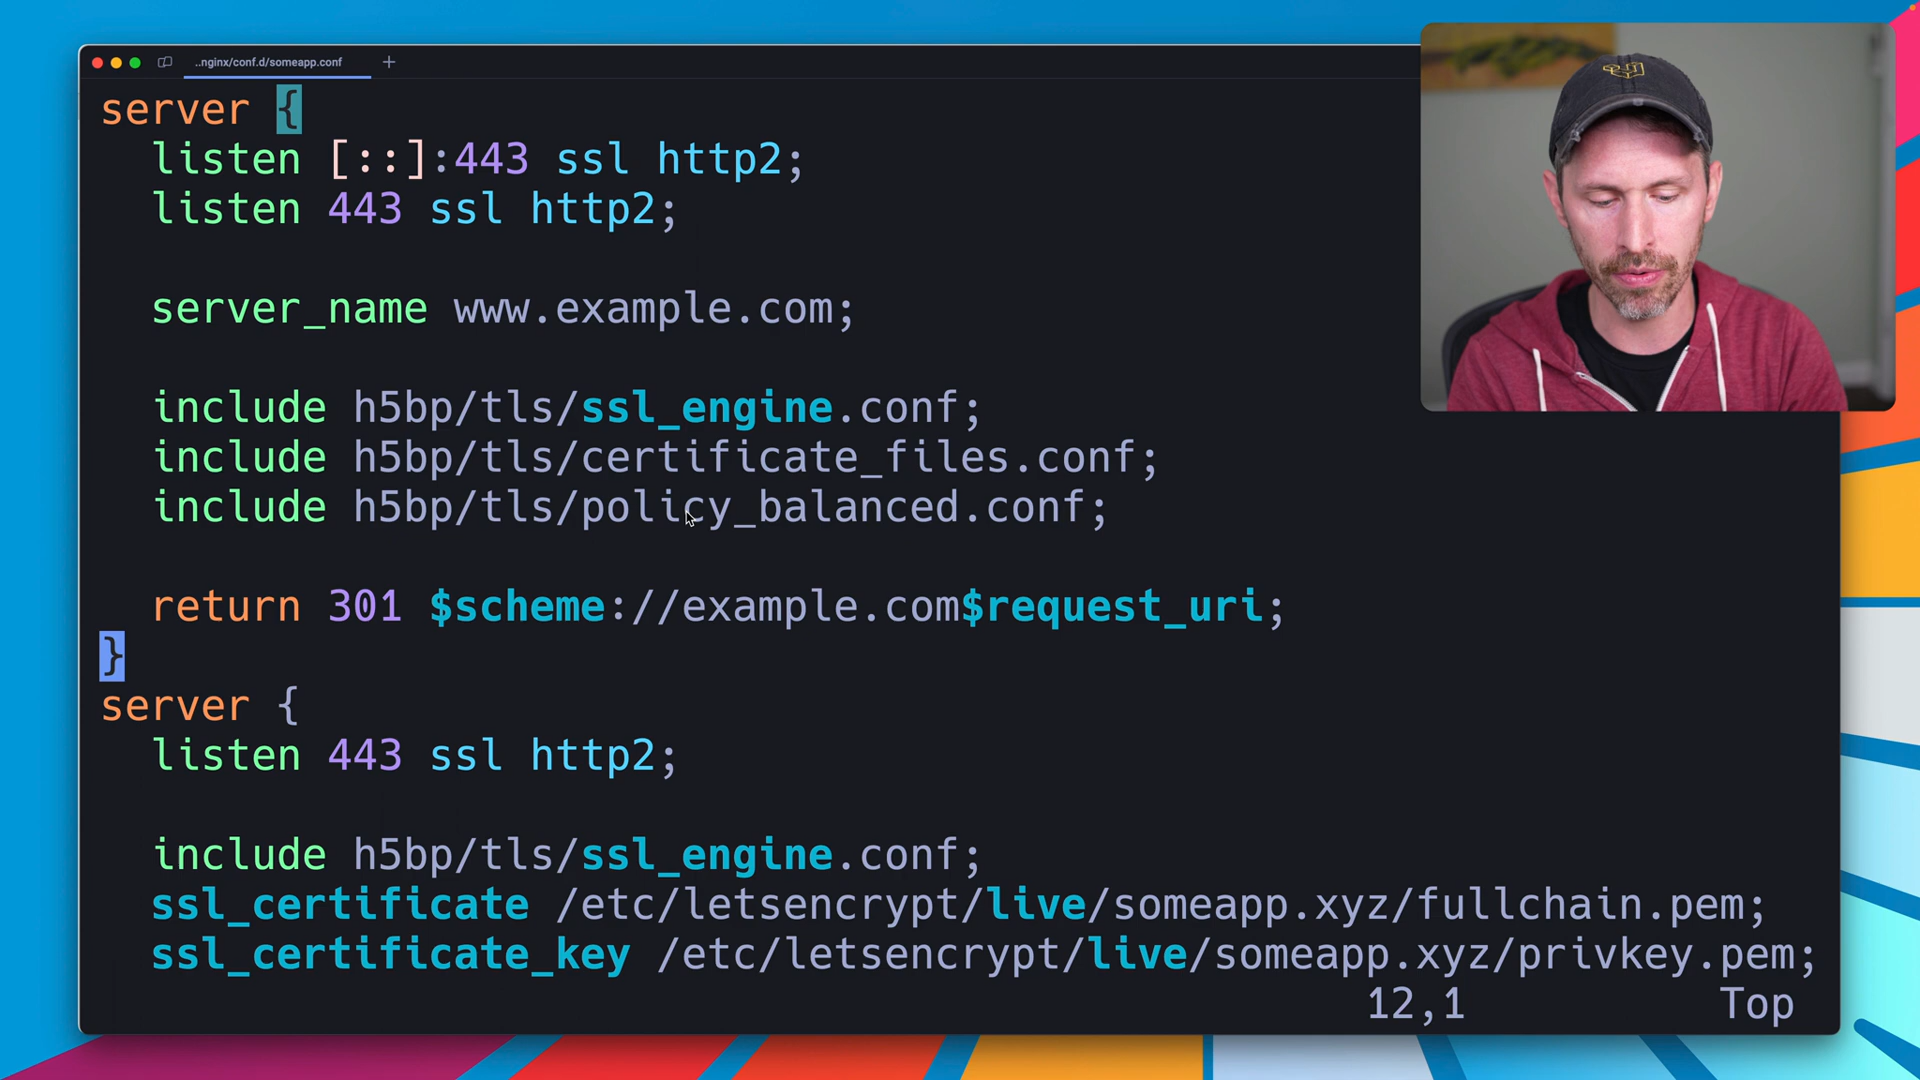 ..nginx/conf.d/someapp.conf
server {
listen [::]:443 ssl http2;
listen 443 ssl http2;
server_name www.example.com;
include h5bp/tls/ssl_engine.conf;
include h5bp/tls/certificate_files.conf;
include h5bp/tls/policy_balanced.conf;
return 301 $scheme://example.com$request_uri;
}
server {
listen 443 ssl http2;
include h5bp/tls/ssl_engine.conf;
ssl_certificate /etc/letsencrypt/live/someapp.xyz/fullchain.pem;
ssl_certificate_key /etc/letsencrypt/live/someapp.xyz/privkey.pem;
12,1 Top